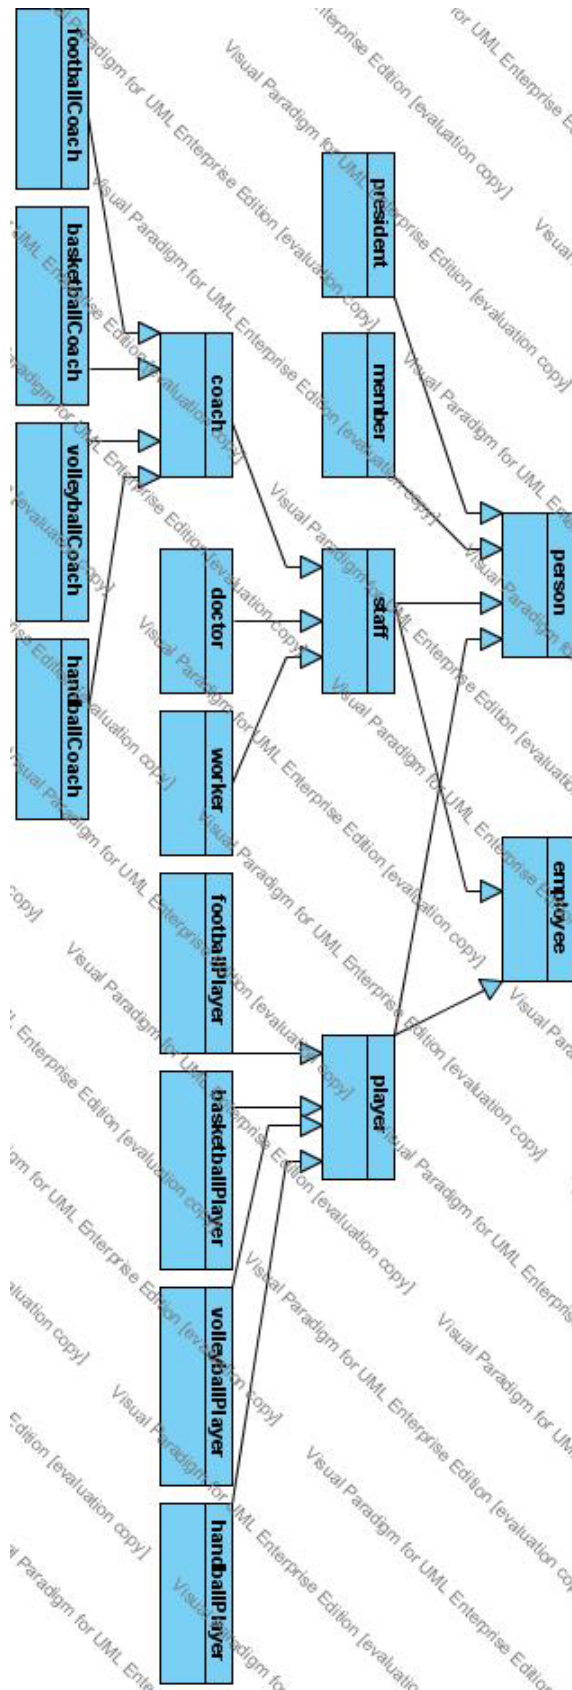 person
employee
president
member
staff
player
coach
doctor
worker
footballPlayer
basketballPlayer
volleyballPlayer
handballPlayer
footballCoach
basketballCoach
volleyballCoach
handballCoach
Visual Paradigm for UML Enterprise Edition [evaluation copy]